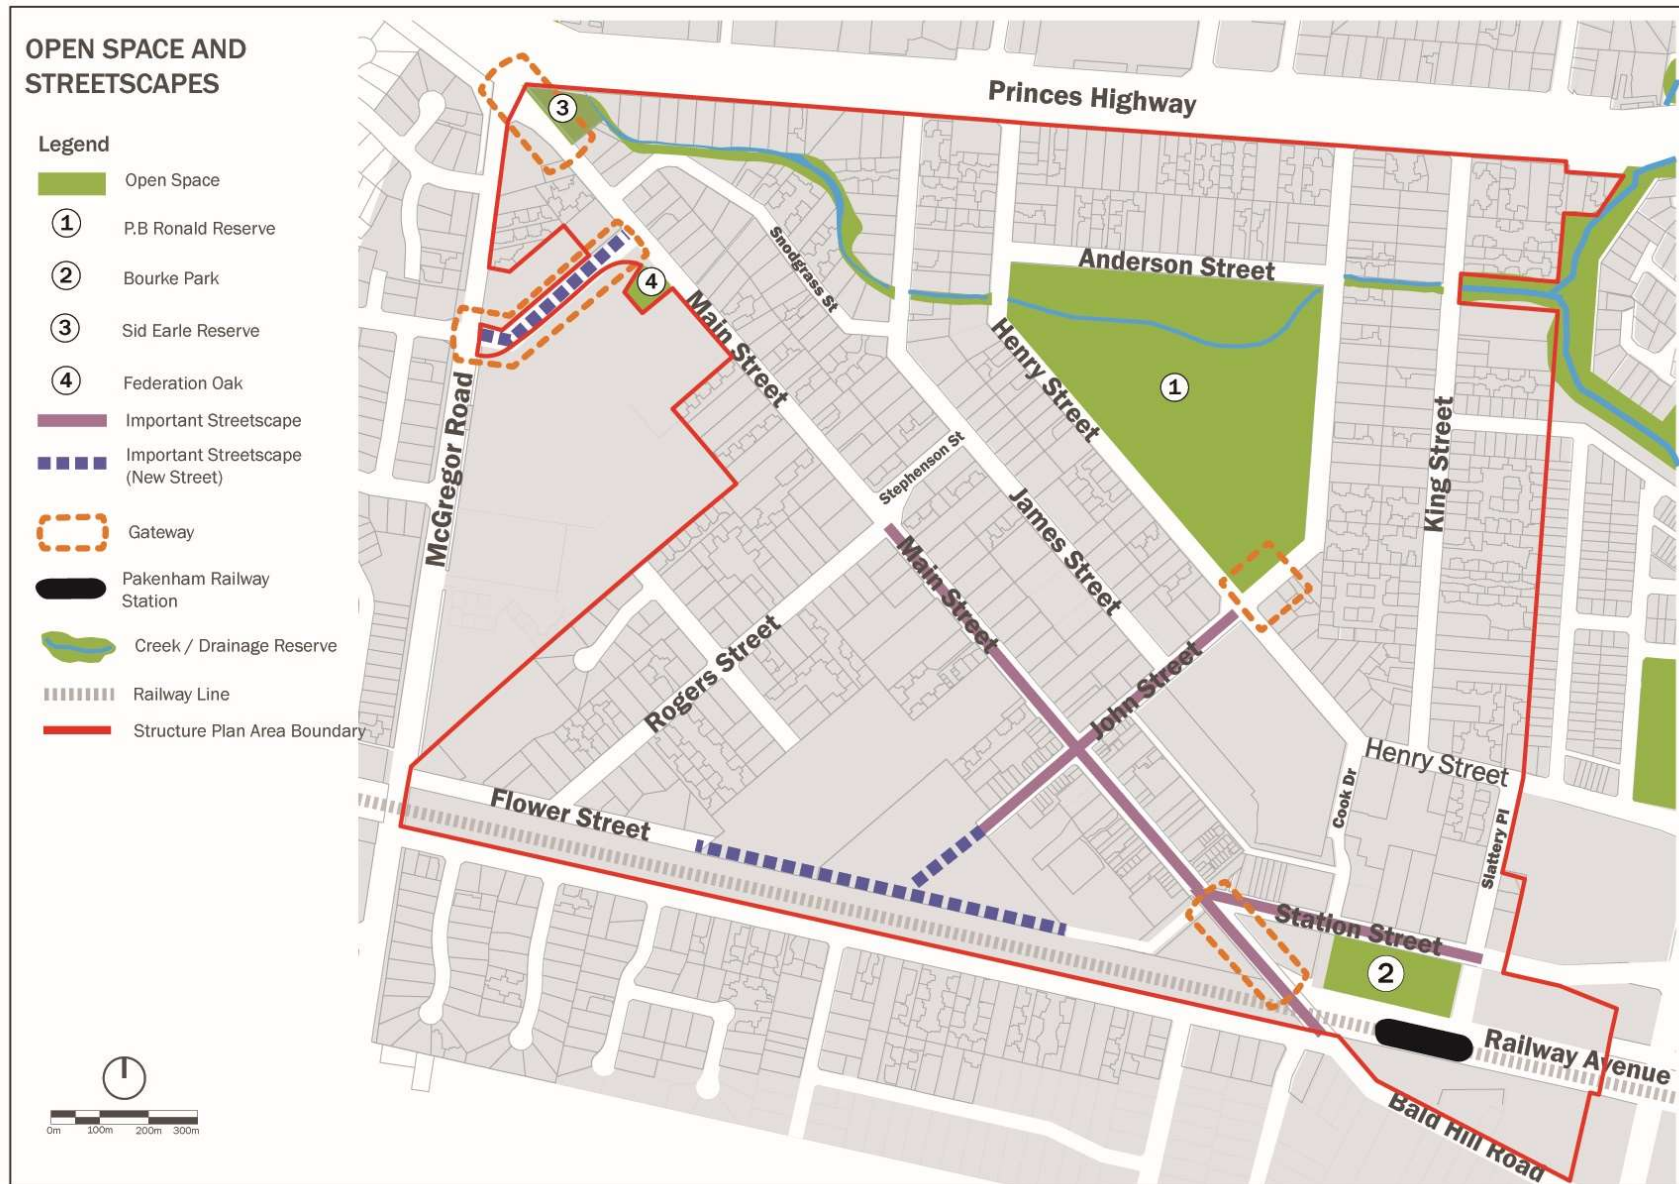 OPEN SPACE AND
STREETSCAPES
Legend
Open Space
1
P.B Ronald Reserve
2
Bourke Park
3
Sid Earle Reserve
4
Federation Oak
Important Streetscape
Important Streetscape
(New Street)
Gateway
Pakenham Railway
Station
Creek / Drainage Reserve
Railway Line
Structure Plan Area Boundary
0m 100m 200m 300m
Princes Highway
3
Snodgrass St
Anderson Street
4
Main Street
Henry Street
1
McGregor Road
King Street
Stephenson St
James Street
Main Street
Rogers Street
John Street
Henry Street
Cook Dr
Flower Street
Slattery Pl
Station Street
2
Railway Avenue
Bald Hill Road